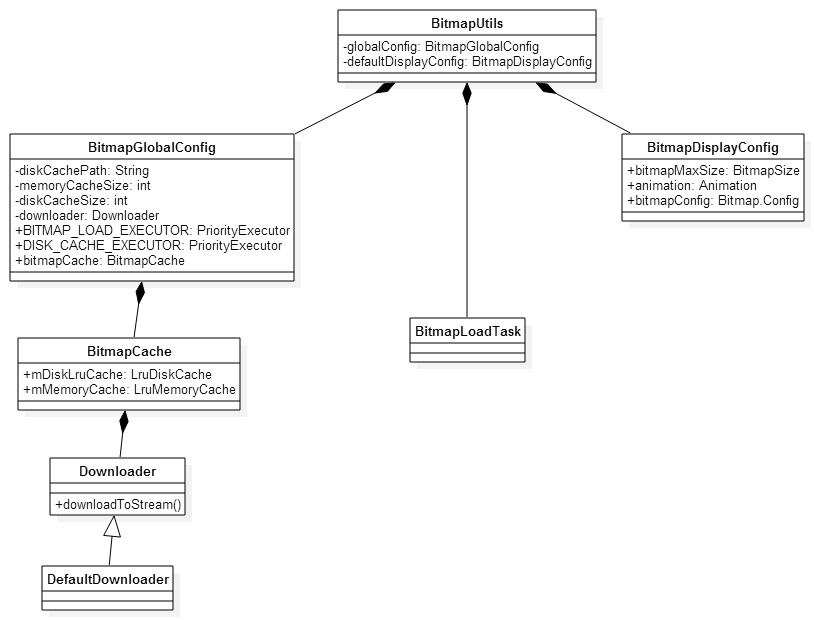 BitmapUtils
-globalConfig: BitmapGlobalConfig
-defaultDisplayConfig: BitmapDisplayConfig
BitmapGlobalConfig
-diskCachePath: String
-memoryCacheSize: int
-diskCacheSize: int
-downloader: Downloader
+BITMAP_LOAD_EXECUTOR: PriorityExecutor
+DISK_CACHE_EXECUTOR: PriorityExecutor
+bitmapCache: BitmapCache
BitmapDisplayConfig
+bitmapMaxSize: BitmapSize
+animation: Animation
+bitmapConfig: Bitmap.Config
BitmapLoadTask
BitmapCache
+mDiskLruCache: LruDiskCache
+mMemoryCache: LruMemoryCache
Downloader
+downloadToStream()
DefaultDownloader